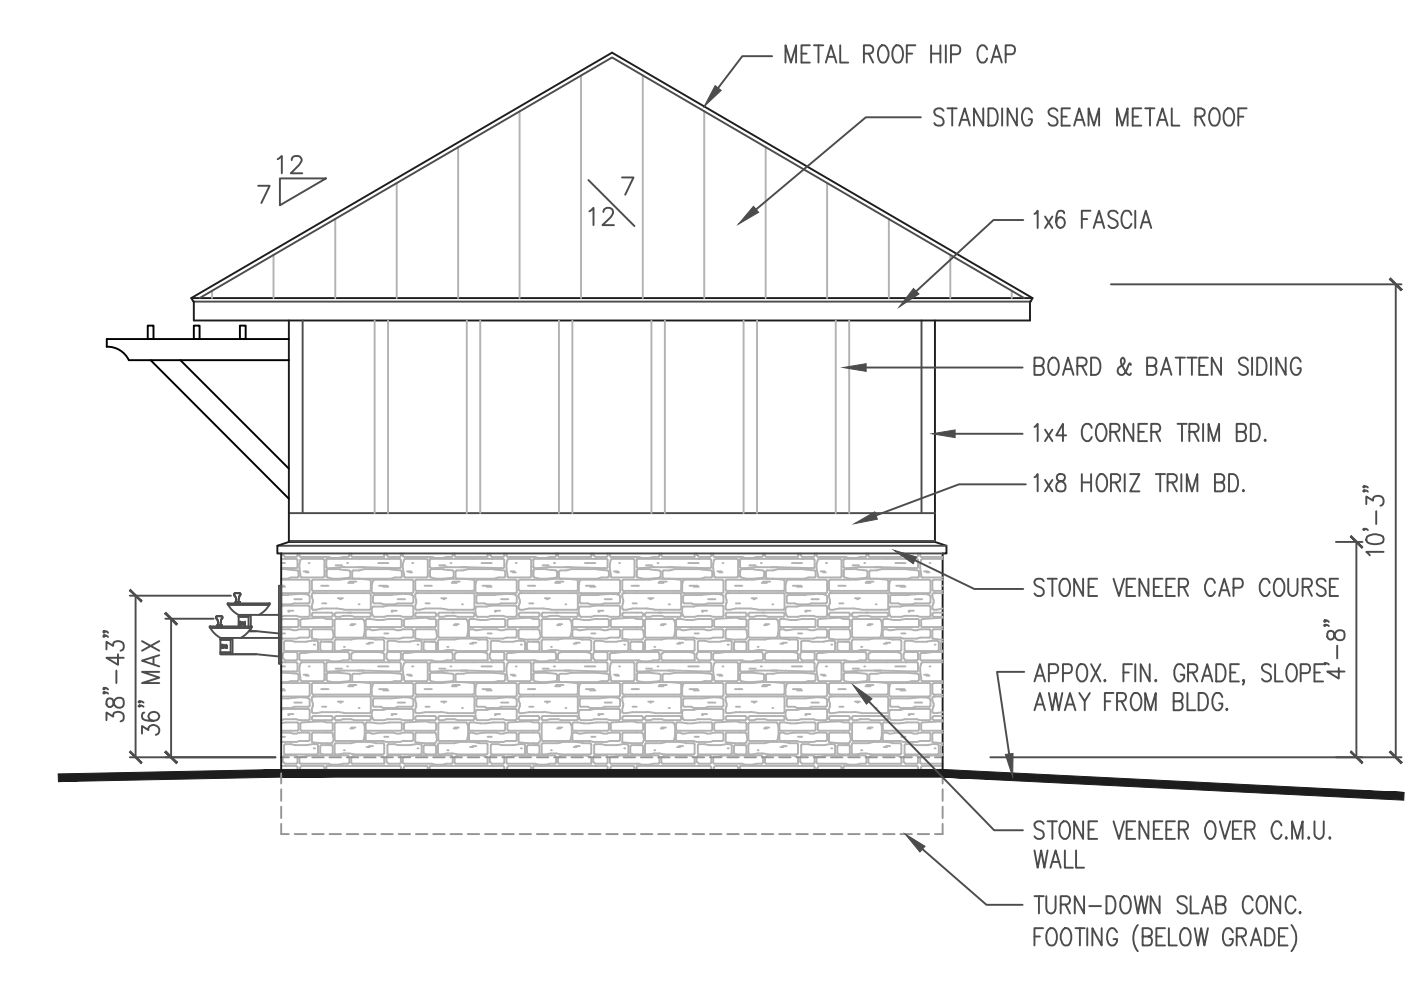 METAL ROOF HIP CAP
STANDING SEAM METAL ROOF
12
7
7
12
1x6 FASCIA
BOARD & BATTEN SIDING
1x4 CORNER TRIM BD.
1x8 HORIZ TRIM BD.
10'-3"
STONE VENEER CAP COURSE
38"-43"
36" MAX
4'-8"
APPOX. FIN. GRADE, SLOPE
AWAY FROM BLDG.
STONE VENEER OVER C.M.U.
WALL
TURN-DOWN SLAB CONC.
FOOTING (BELOW GRADE)